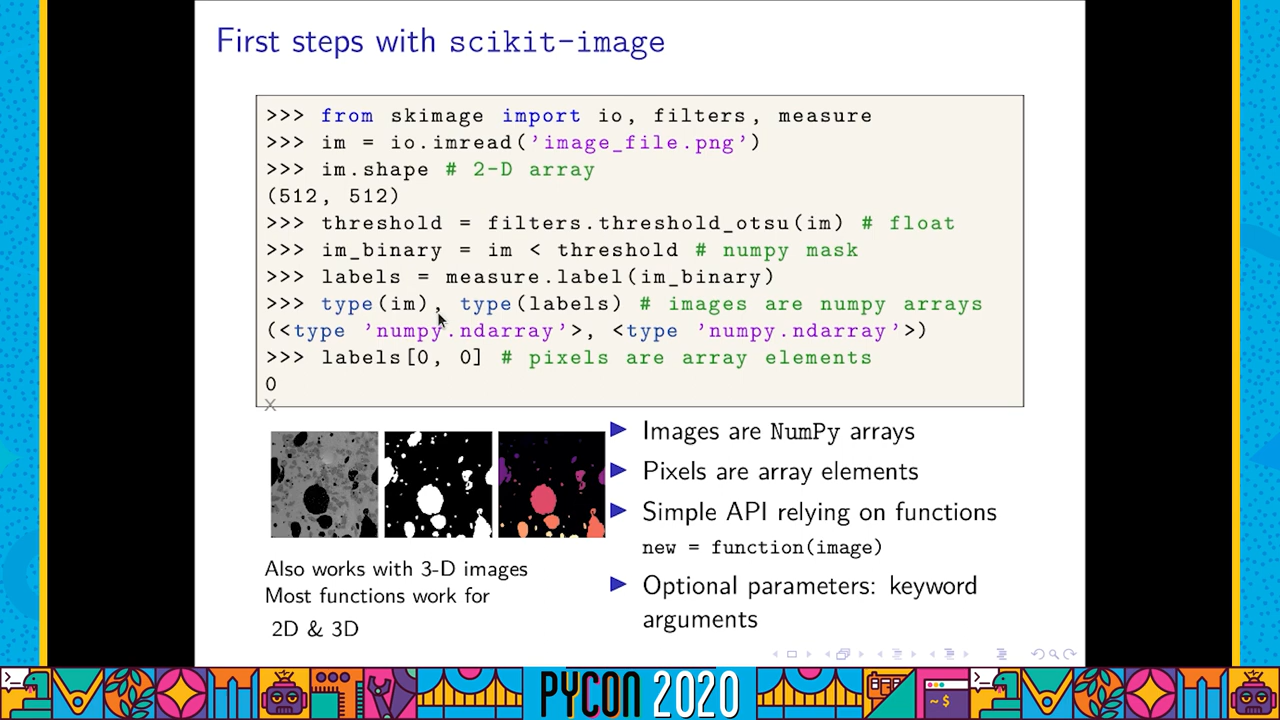 First steps with scikit-image
>>> from skimage import io, filters, measure
>>> im = io.imread('image_file.png')
>>> im.shape # 2-D array
(512, 512)
>>> threshold = filters.threshold_otsu(im) # float
>>> im_binary = im < threshold # numpy mask
>>> labels = measure.label(im_binary)
>>> type(im), type(labels) # images are numpy arrays
(<type 'numpy.ndarray'>, <type 'numpy.ndarray'>)
>>> labels[0, 0] # pixels are array elements
0
X
Also works with 3-D images
Most functions work for
2D & 3D
Images are NumPy arrays
Pixels are array elements
Simple API relying on functions
new = function(image)
Optional parameters: keyword
arguments
PYCON 2020
>_
~$